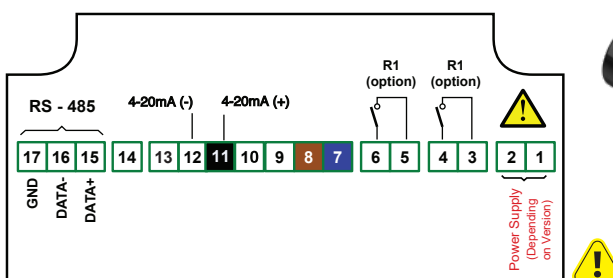 R1
(option)
R1
(option)
RS - 485
4-20mA (-)
4-20mA (+)
17 16 15 14 13 12 11 10 9 8 7 6 5 4 3 2 1
GND
DATA-
DATA+
Power Supply
(Depending
on Version)